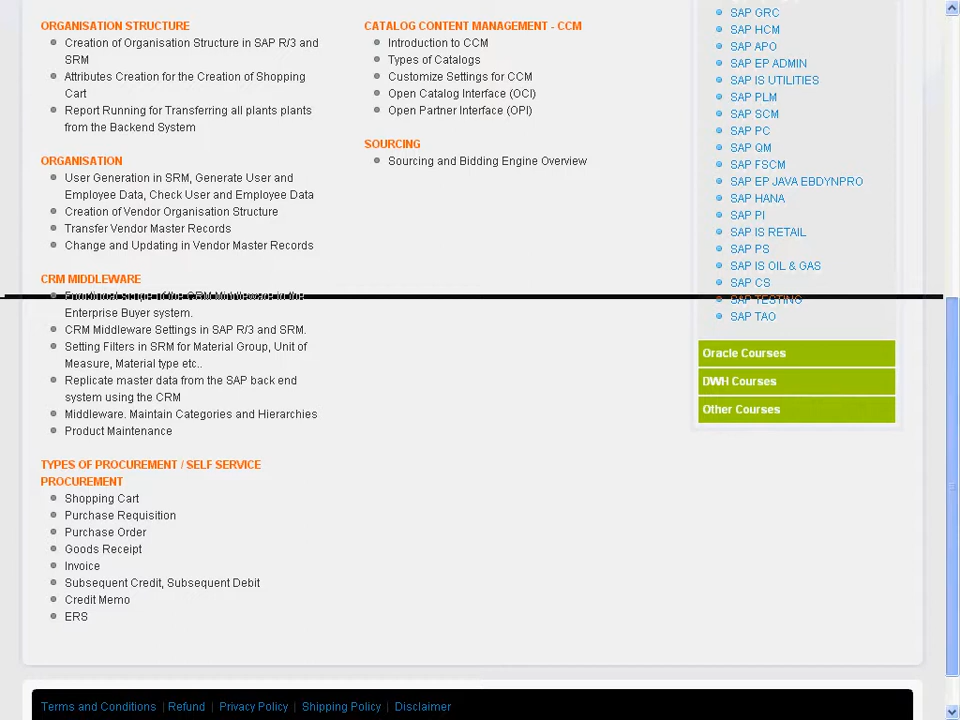 ORGANISATION STRUCTURE
Creation of Organisation Structure in SAP R/3 and
SRM
Attributes Creation for the Creation of Shopping
Cart
Report Running for Transferring all plants plants
from the Backend System
ORGANISATION
User Generation in SRM, Generate User and
Employee Data, Check User and Employee Data
Creation of Vendor Organisation Structure
Transfer Vendor Master Records
Change and Updating in Vendor Master Records
CRM MIDDLEWARE
Functional scope of the CRM Middleware in the
Enterprise Buyer system.
CRM Middleware Settings in SAP R/3 and SRM.
Setting Filters in SRM for Material Group, Unit of
Measure, Material type etc..
Replicate master data from the SAP back end
system using the CRM
Middleware. Maintain Categories and Hierarchies
Product Maintenance
TYPES OF PROCUREMENT / SELF SERVICE
PROCUREMENT
Shopping Cart
Purchase Requisition
Purchase Order
Goods Receipt
Invoice
Subsequent Credit, Subsequent Debit
Credit Memo
ERS
CATALOG CONTENT MANAGEMENT - CCM
Introduction to CCM
Types of Catalogs
Customize Settings for CCM
Open Catalog Interface (OCI)
Open Partner Interface (OPI)
SOURCING
Sourcing and Bidding Engine Overview
SAP GRC
SAP HCM
SAP APO
SAP EP ADMIN
SAP IS UTILITIES
SAP PLM
SAP SCM
SAP PC
SAP QM
SAP FSCM
SAP EP JAVA EBDYNPRO
SAP HANA
SAP PI
SAP IS RETAIL
SAP PS
SAP IS OIL & GAS
SAP CS
SAP TESTING
SAP TAO
Oracle Courses
DWH Courses
Other Courses
Terms and Conditions | Refund | Privacy Policy | Shipping Policy | Disclaimer